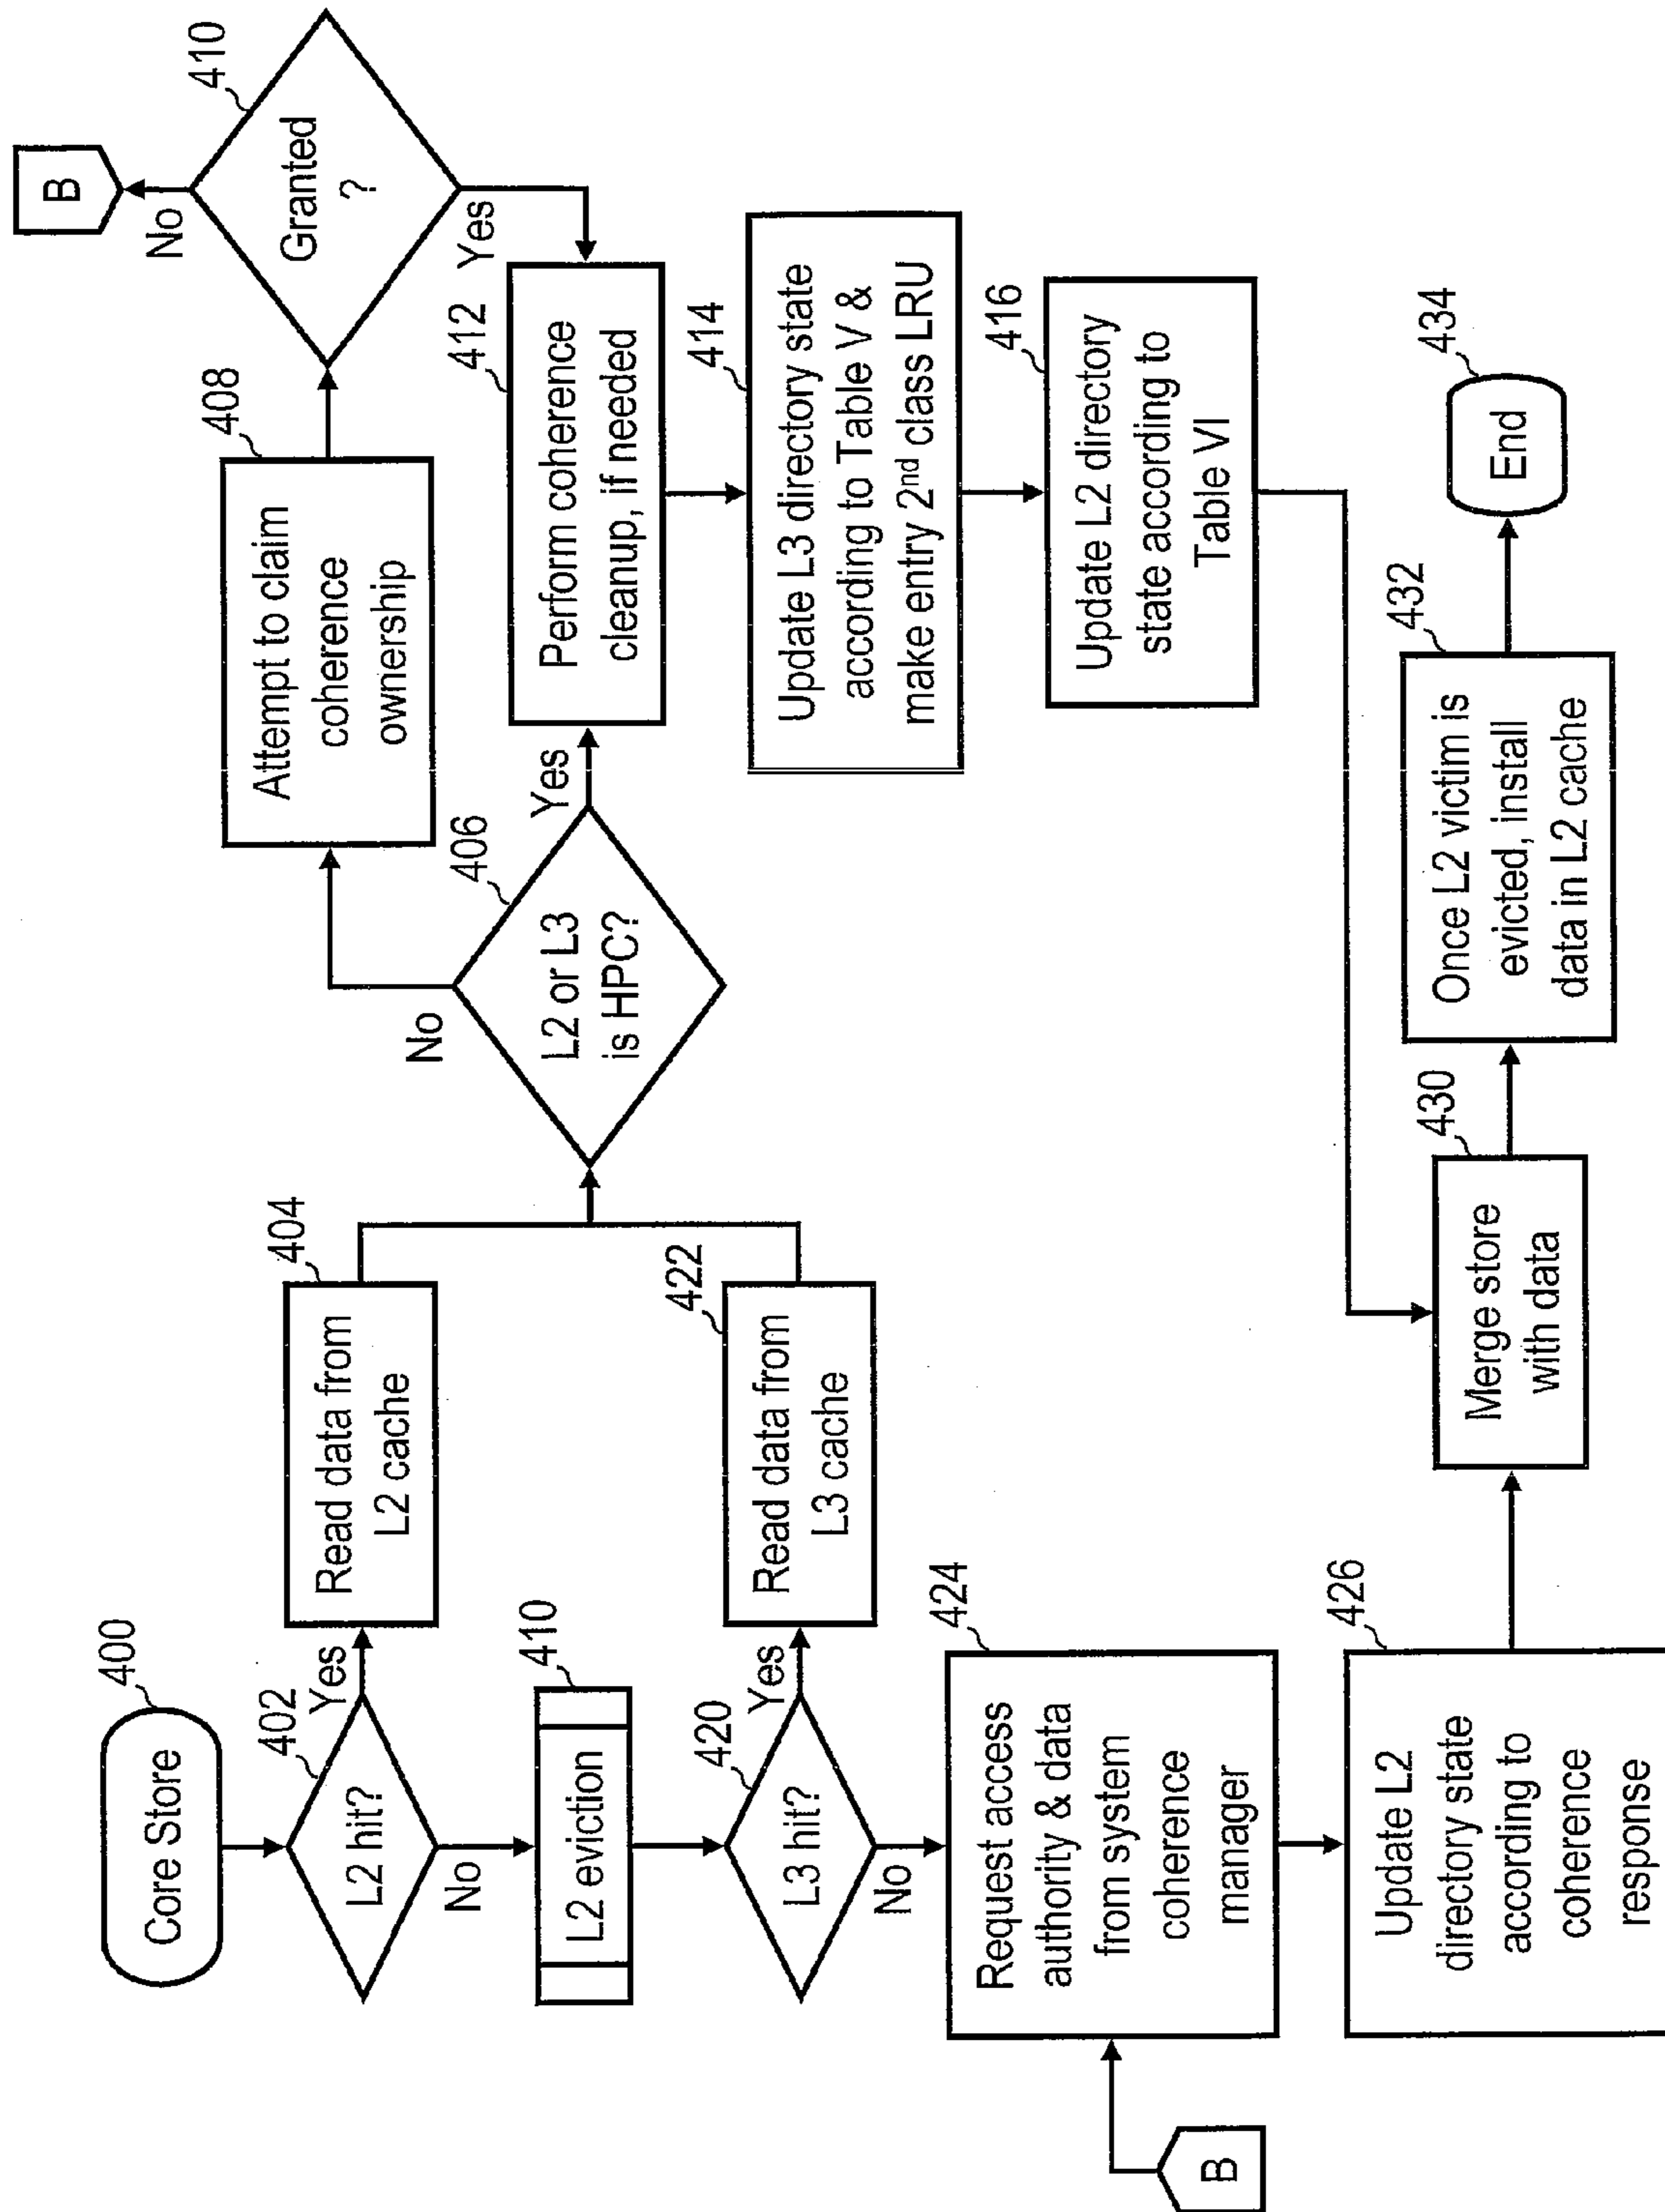 400
Core Store
402
L2 hit?
Yes
No
404
Read data from
L2 cache
410
L2 eviction
420
L3 hit?
Yes
No
422
Read data from
L3 cache
406
L2 or L3
is HPC?
No
Yes
408
Attempt to claim
coherence
ownership
410
Granted
?
No
B
Yes
412
Perform coherence
cleanup, if needed
414
Update L3 directory state
according to Table V &
make entry 2nd class LRU
416
Update L2 directory
state according to
Table VI
B
424
Request access
authority & data
from system
coherence
manager
426
Update L2
directory state
according to
coherence
response
430
Merge store
with data
432
Once L2 victim is
evicted, install
data in L2 cache
434
End